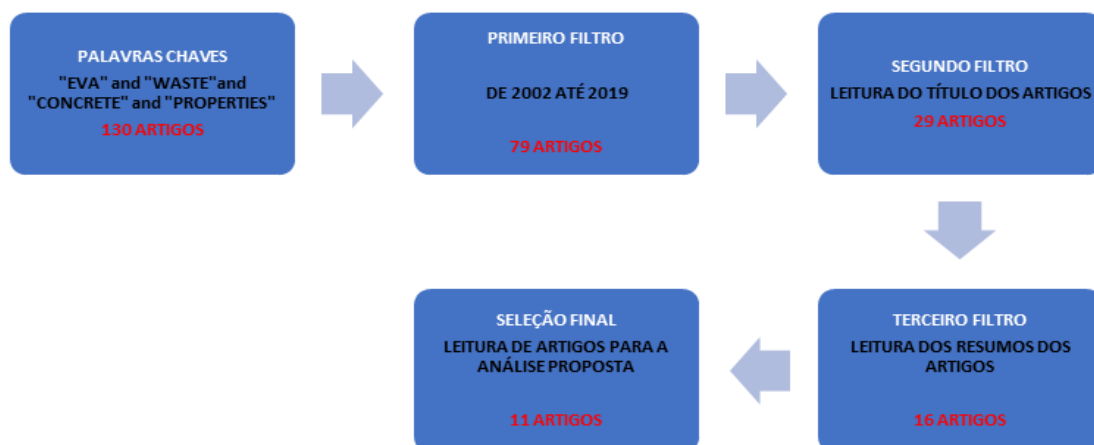 PALAVRAS CHAVES
"EVA" and "WASTE"and
"CONCRETE" and "PROPERTIES"
130 ARTIGOS
PRIMEIRO FILTRO
DE 2002 ATÉ 2019
79 ARTIGOS
SEGUNDO FILTRO
LEITURA DO TÍTULO DOS ARTIGOS
29 ARTIGOS
TERCEIRO FILTRO
LEITURA DOS RESUMOS DOS
ARTIGOS
16 ARTIGOS
SELEÇÃO FINAL
LEITURA DE ARTIGOS PARA A
ANÁLISE PROPOSTA
11 ARTIGOS